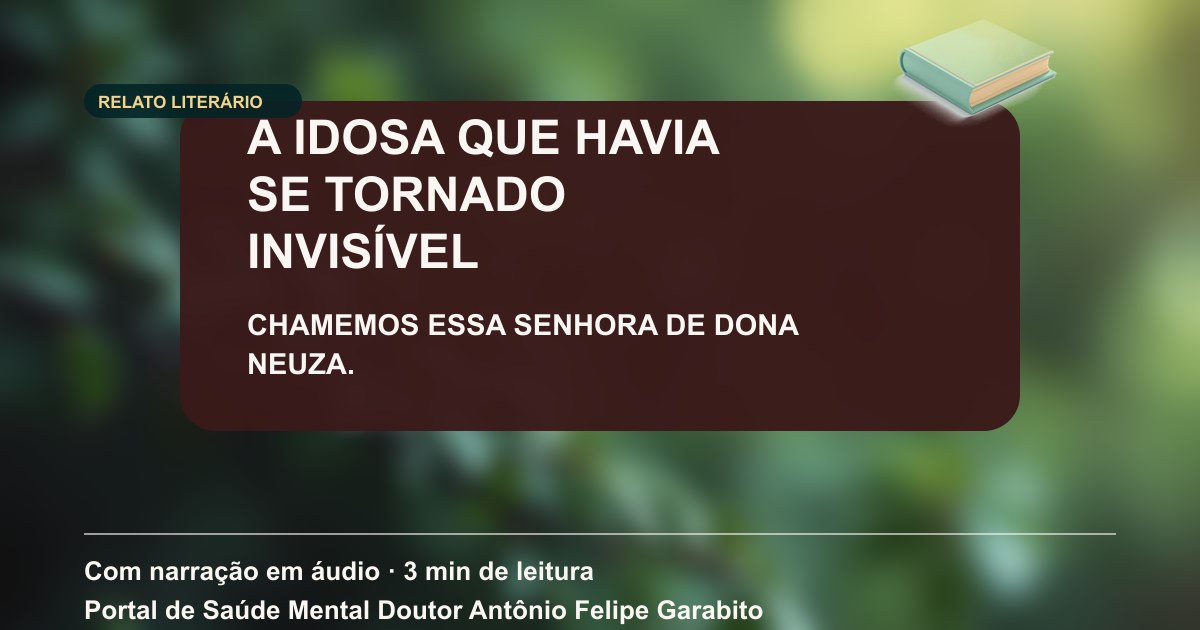 RELATO LITERÁRIO
A IDOSA QUE HAVIA
SE TORNADO
INVISÍVEL
CHAMEMOS ESSA SENHORA DE DONA
NEUZA.
Com narração em áudio · 3 min de leitura
Portal de Saúde Mental Doutor Antônio Felipe Garabito